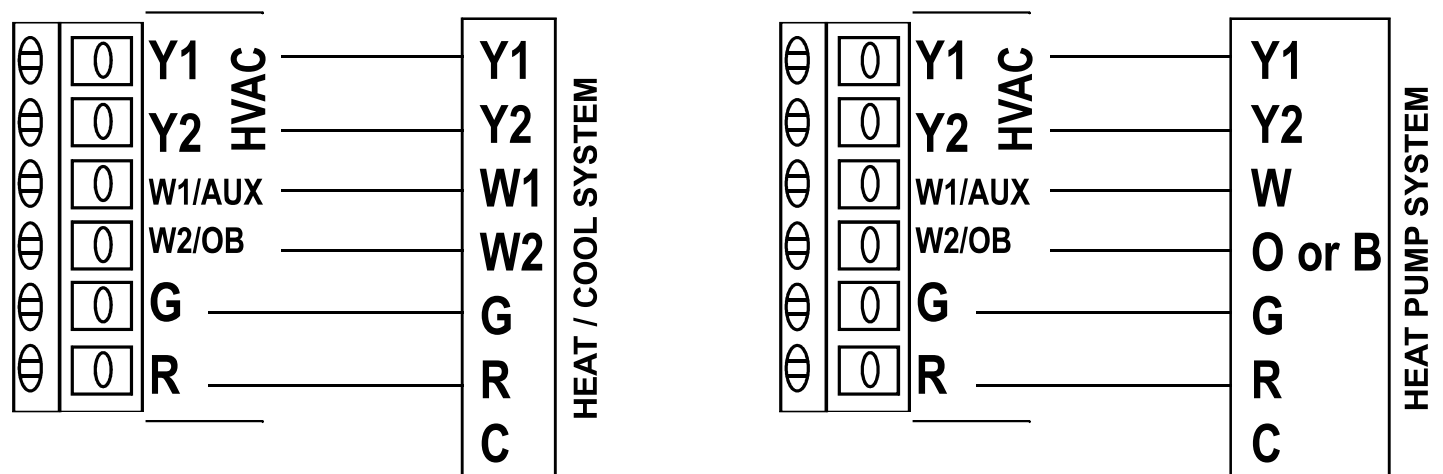 Y1
Y2
W1/AUX
W2/OB
G
R
HVAC
Y1
Y2
W1
W2
G
R
C
HEAT / COOL SYSTEM
Y1
Y2
W1/AUX
W2/OB
G
R
HVAC
Y1
Y2
W
O or B
G
R
C
HEAT PUMP SYSTEM